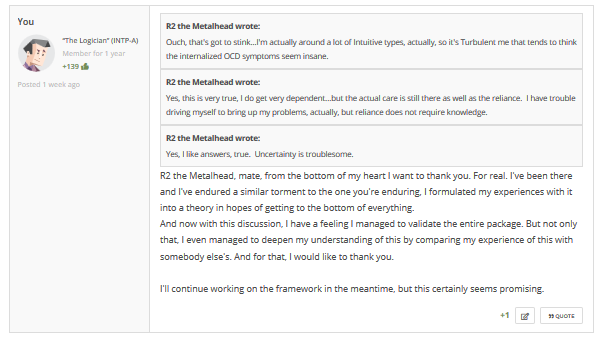 You
"The Logician" (INTP-A)
Member for 1 year
+139
Posted 1 week ago
R2 the Metalhead wrote:
Ouch, that's got to stink...I'm actually around a lot of Intuitive types, actually, so it's Turbulent me that tends to think
the internalized OCD symptoms seem insane.
R2 the Metalhead wrote:
Yes, this is very true, I do get very dependent...but the actual care is still there as well as the reliance.  I have trouble
driving myself to bring up my problems, actually, but reliance does not require knowledge.
R2 the Metalhead wrote:
Yes, I like answers, true.  Uncertainty is troublesome.
R2 the Metalhead, mate, from the bottom of my heart I want to thank you. For real. I've been there
and I've endured a similar torment to the one you're enduring, I formulated my experiences with it
into a theory in hopes of getting to the bottom of everything.
And now with this discussion, I have a feeling I managed to validate the entire package. But not only
that, I even managed to deepen my understanding of this by comparing my experience of this with
somebody else's. And for that, I would like to thank you.
I'll continue working on the framework in the meantime, but this certainly seems promising.
+1
QUOTE